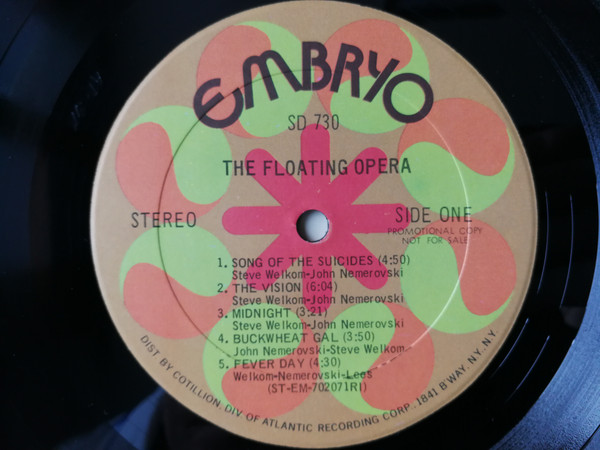 EMBRYO
SD 730
THE FLOATING OPERA
STEREO
SIDE ONE
PROMOTIONAL COPY
NOT FOR SALE
1. SONG OF THE SUICIDES (4:50)
Steve Welkom-John Nemerovski
2. THE VISION (6:04)
Steve Welkom-John Nemerovski
3. MIDNIGHT (3:21)
Steve Welkom-John Nemerovski
4. BUCKWHEAT GAL (3:50)
John Nemerovski-Steve Welkom
5. FEVER DAY (4:30)
Welkom-Nemerovski-Lees
(ST-EM-702071RI)
DIST BY COTILLION, DIV OF ATLANTIC RECORDING CORP., 1841 B'WAY, NY, NY